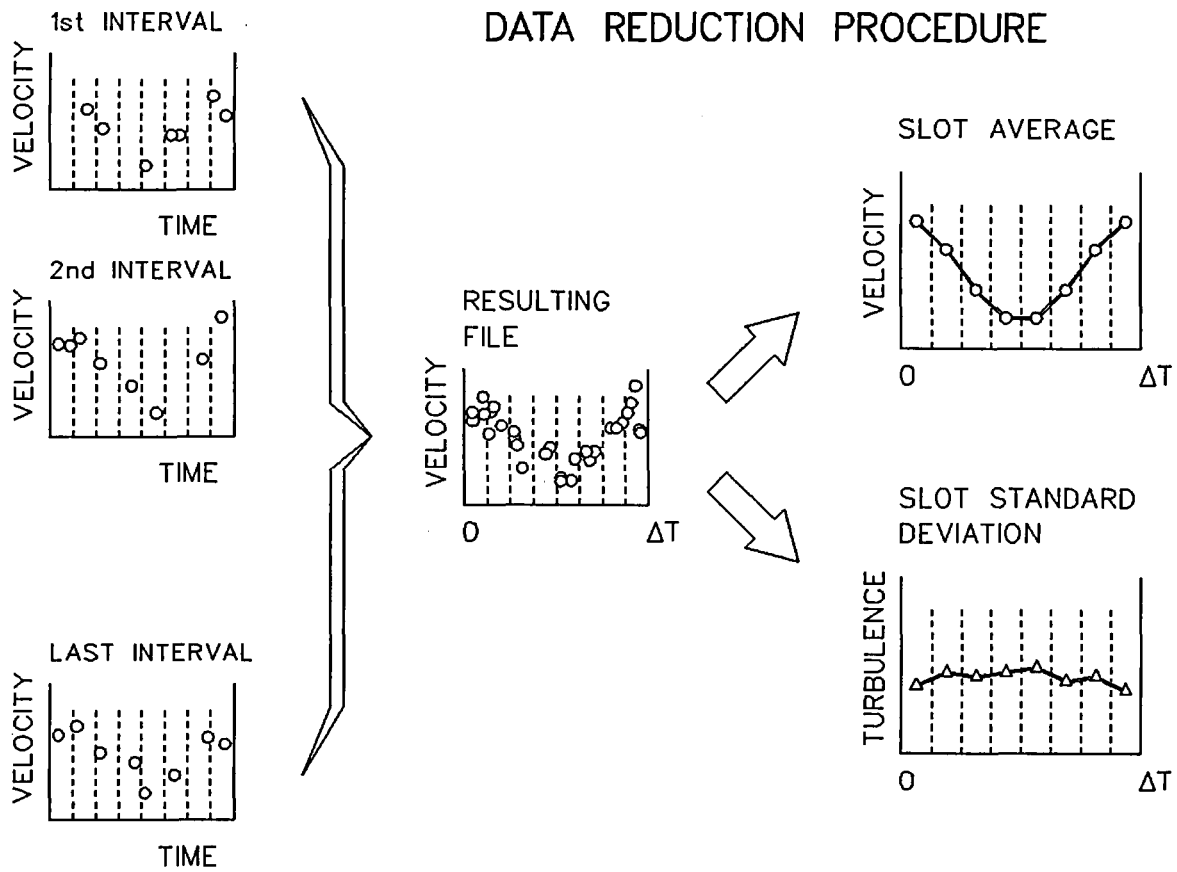 DATA REDUCTION PROCEDURE
1st INTERVAL
VELOCITY
TIME
2nd INTERVAL
VELOCITY
TIME
LAST INTERVAL
VELOCITY
TIME
RESULTING
FILE
VELOCITY
0
ΔT
SLOT AVERAGE
VELOCITY
0
ΔT
SLOT STANDARD
DEVIATION
TURBULENCE
0
ΔT